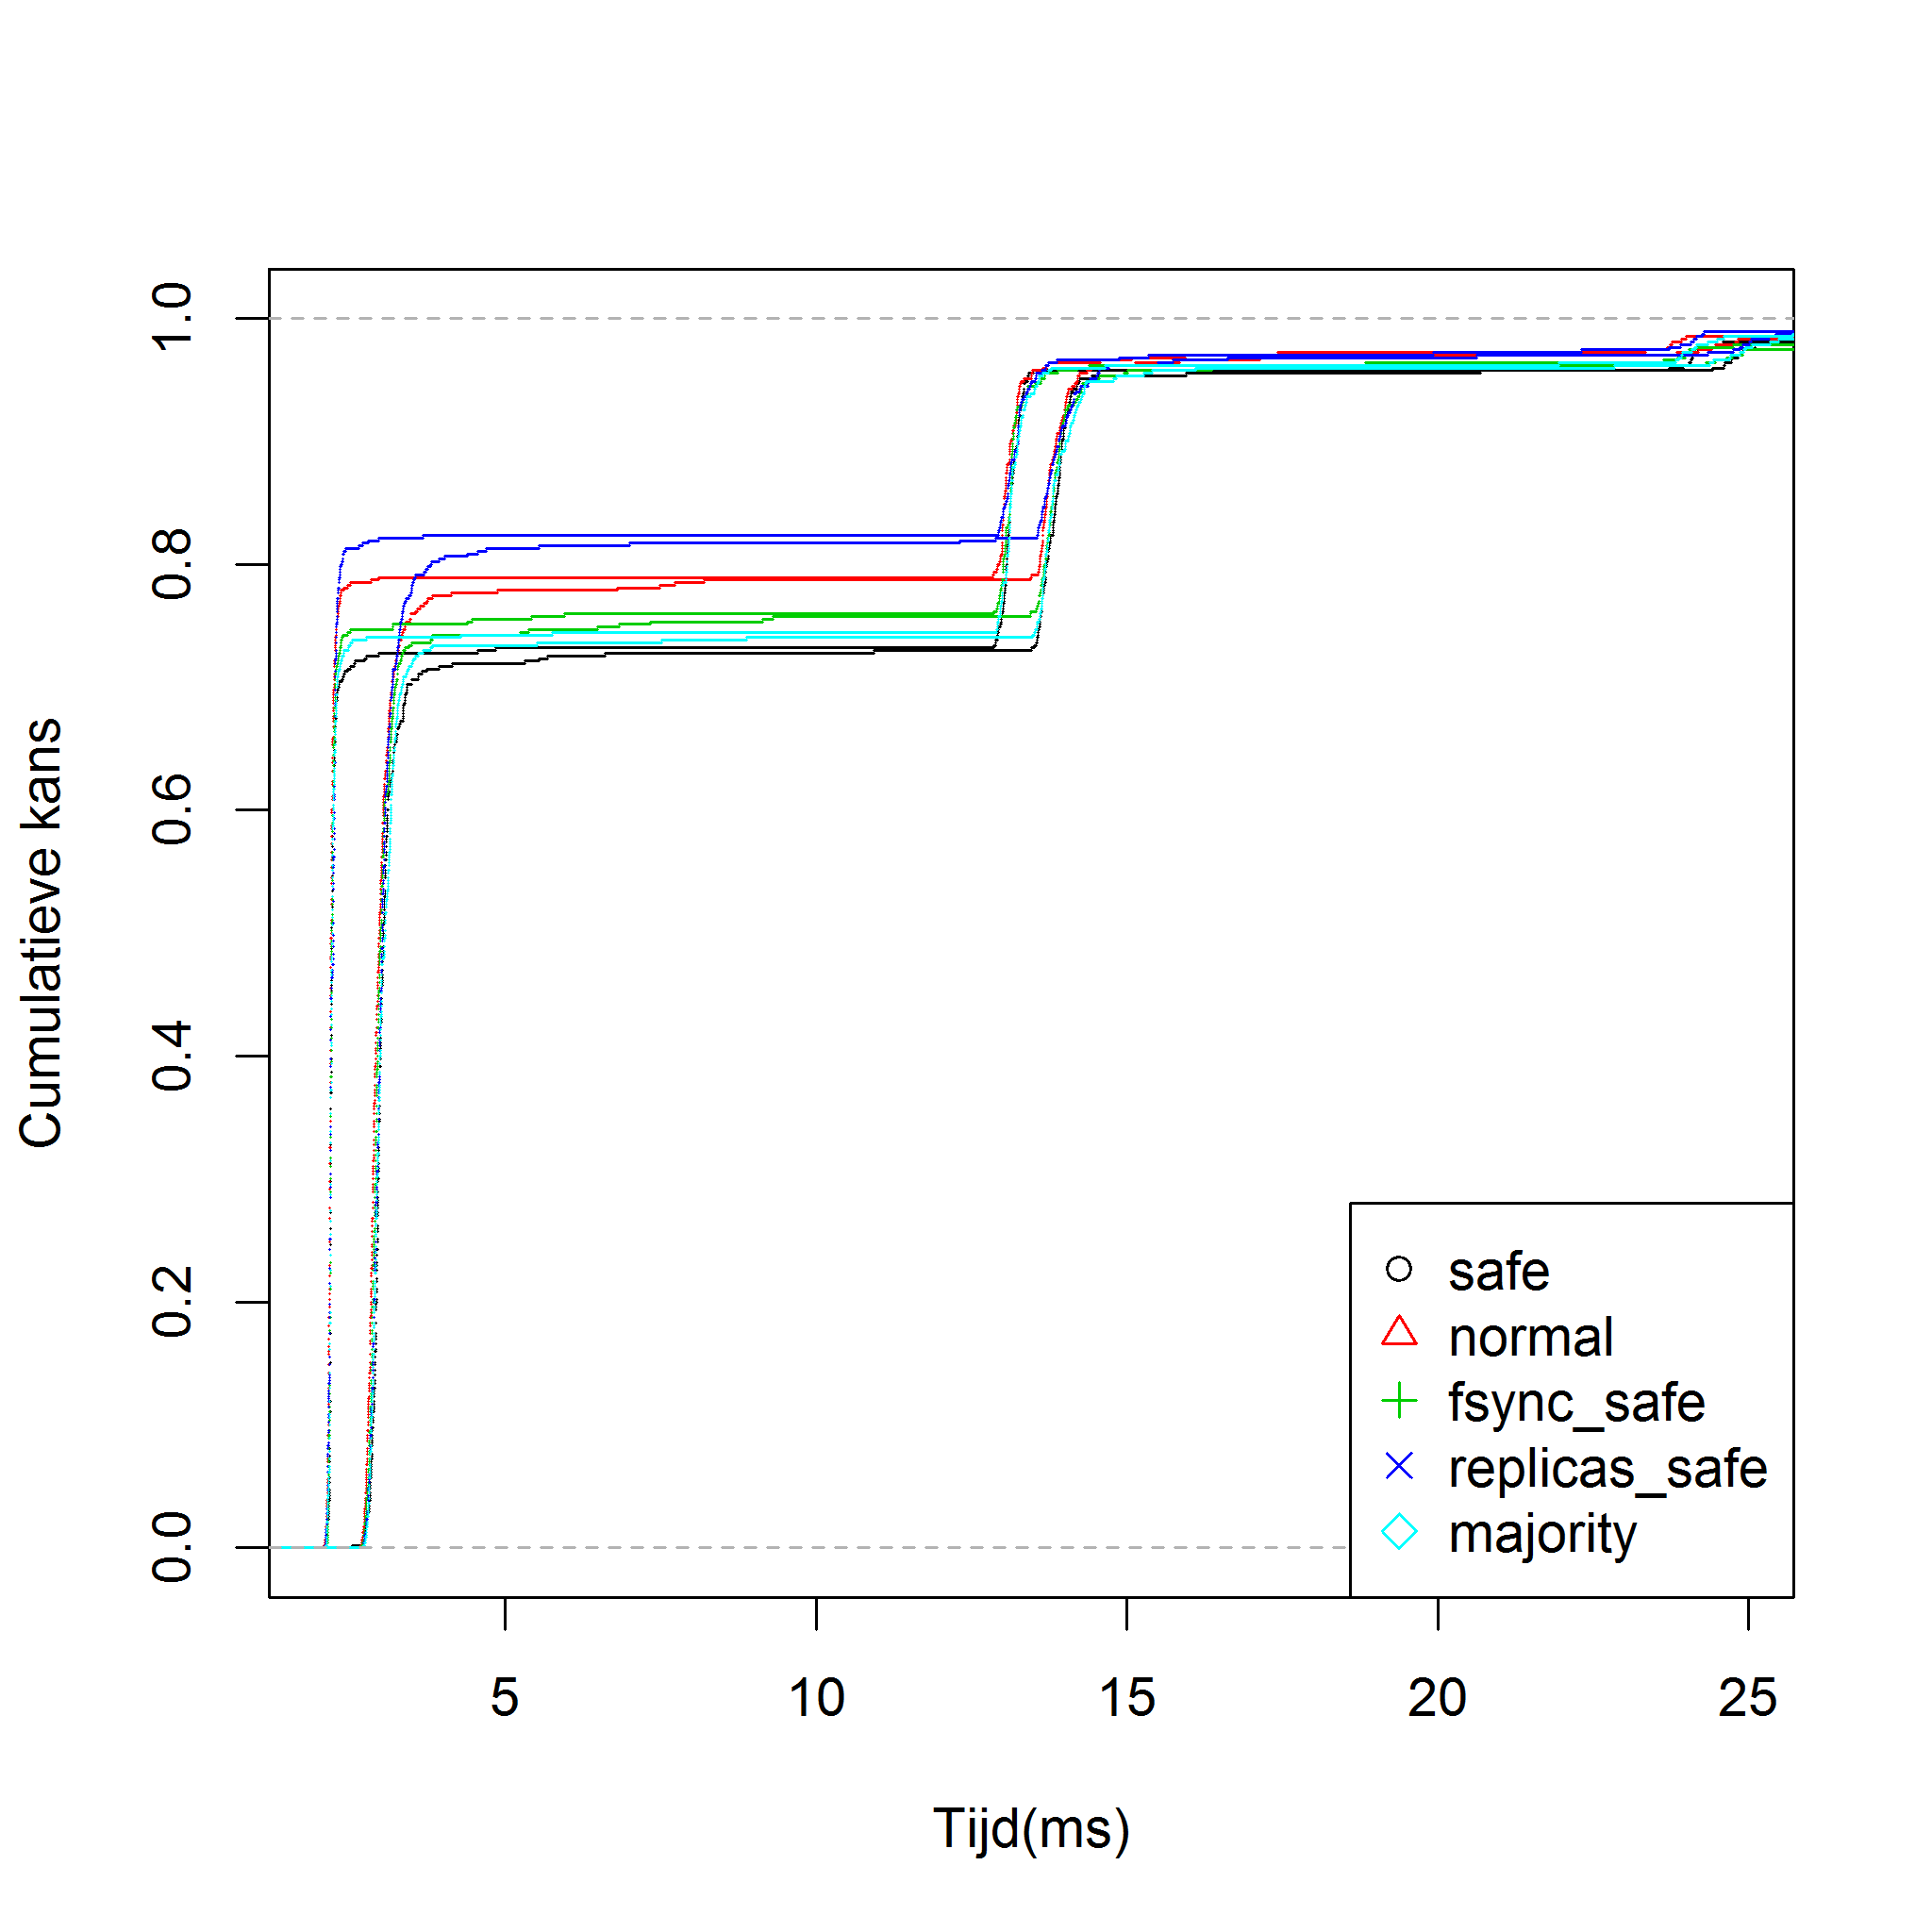 Cumulatieve kans
1.0
0.8
0.6
0.4
0.2
0.0
safe
normal
fsync_safe
replicas_safe
majority
5 10 15 20 25
Tijd(ms)